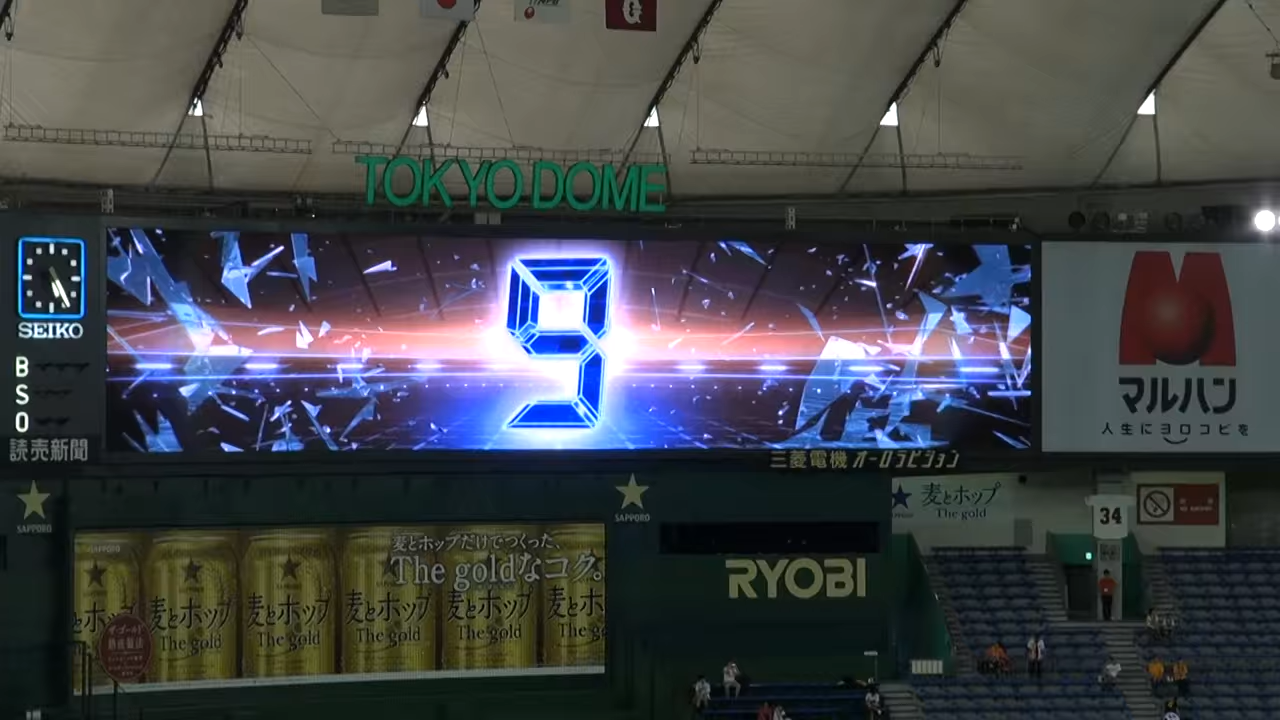 G
TOKYO DOME
SEIKO
B
S
O
読売新聞
9
マルハン
人生にヨロコビを
三菱電機 オーロラビジョン
SAPPORO
SAPPORO
麦とホップ
The gold
34
麦とホップだけでつくった、
The goldなコク。
RYOBI
麦とホップ
The gold
麦とホップ
The gold
麦とホップ
The gold
麦とホップ
The gold